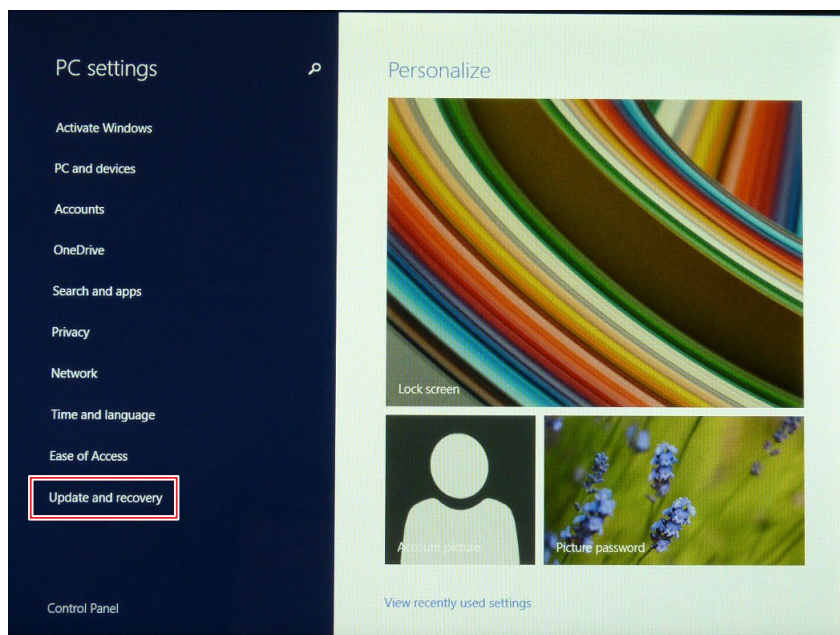 PC settings
Activate Windows
PC and devices
Accounts
OneDrive
Search and apps
Privacy
Network
Time and language
Ease of Access
Update and recovery
Control Panel
Personalize
Lock screen
Account picture
Picture password
View recently used settings